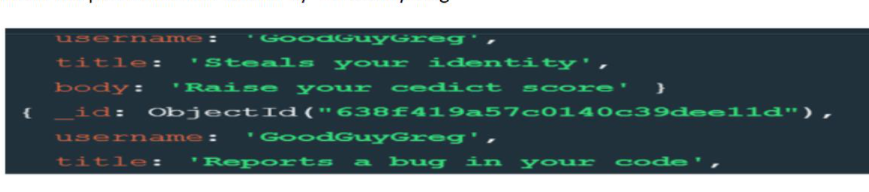 username: 'GoodGuyGreg',
title: 'Steals your identity',
body: 'Raise your cedict score' }
{ _id: ObjectId("638f419a57c0140c39dee11d"),
username: 'GoodGuyGreg',
title: 'Reports a bug in your code',